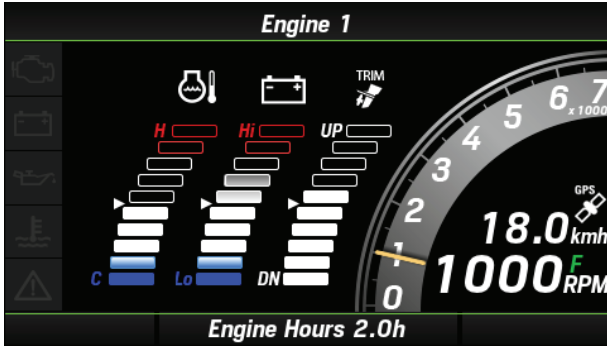 Engine 1
TRIM
H
Hi
UP
C
Lo
DN
7
6
x 1000
5
4
3
2
1
0
GPS
18.0 kmh
F
1000 RPM
Engine Hours 2.0h